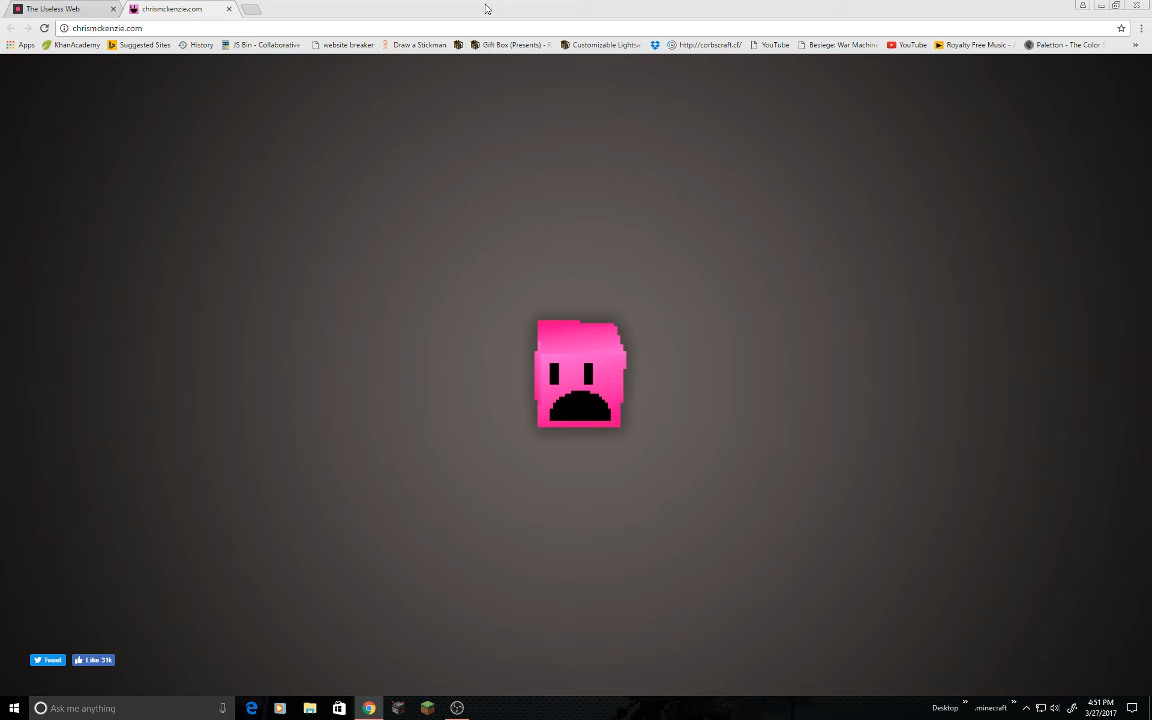 The Useless Web
chrismckenzie.com
chrismckenzie.com
Apps KhanAcademy Suggested Sites History JS Bin - Collaborative website breaker Draw a Stickman Gift Box (Presents) - Customizable Lightsa http://corbscraft.cf/ YouTube Besiege: War Machin YouTube Royalty Free Music - Paletton - The Color
Tweet Like 31k
Ask me anything
Desktop .minecraft
4:51 PM
3/27/2017